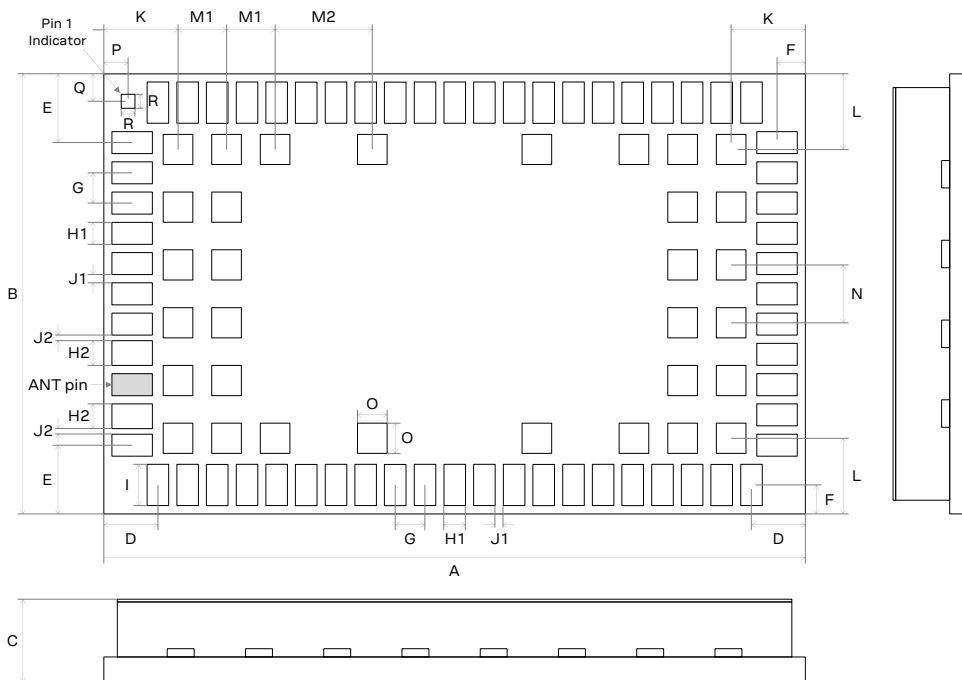 Pin 1
Indicator
K
M1
M1
M2
K
P
F
Q
E
R
R
L
G
H1
J1
B
N
J2
H2
ANT pin
H2
O
O
J2
E
I
L
F
D
G
H1
J1
D
A
C